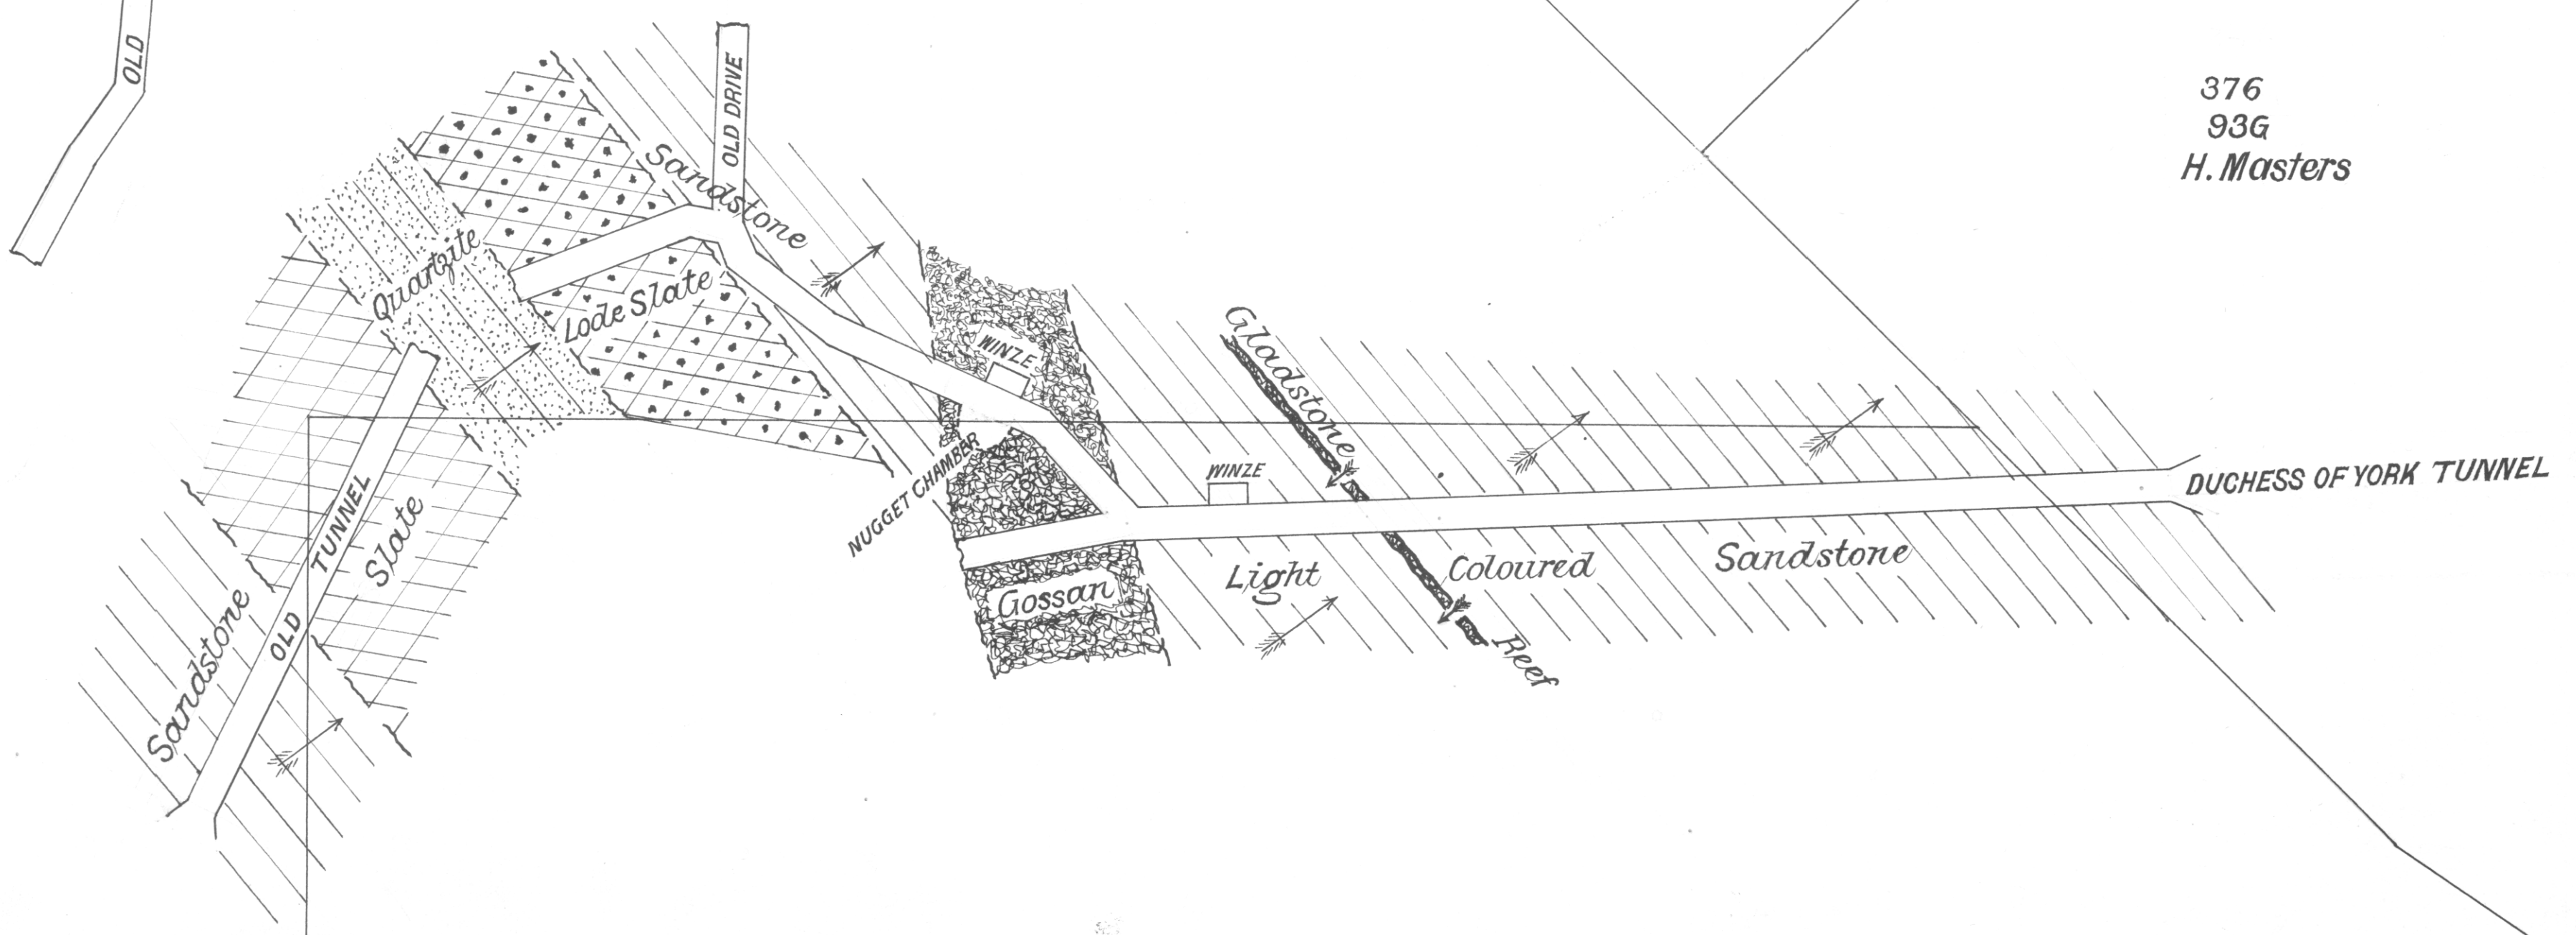 OLD
OLD DRIVE
376
93G
H. Masters
Sandstone
Quartzite
Lode Slate
WINZE
Gladstone
NUGGET CHAMBER
WINZE
DUCHESS OF YORK TUNNEL
OLD TUNNEL
Slate
Gossan
Light Coloured Sandstone
Sandstone
Reef